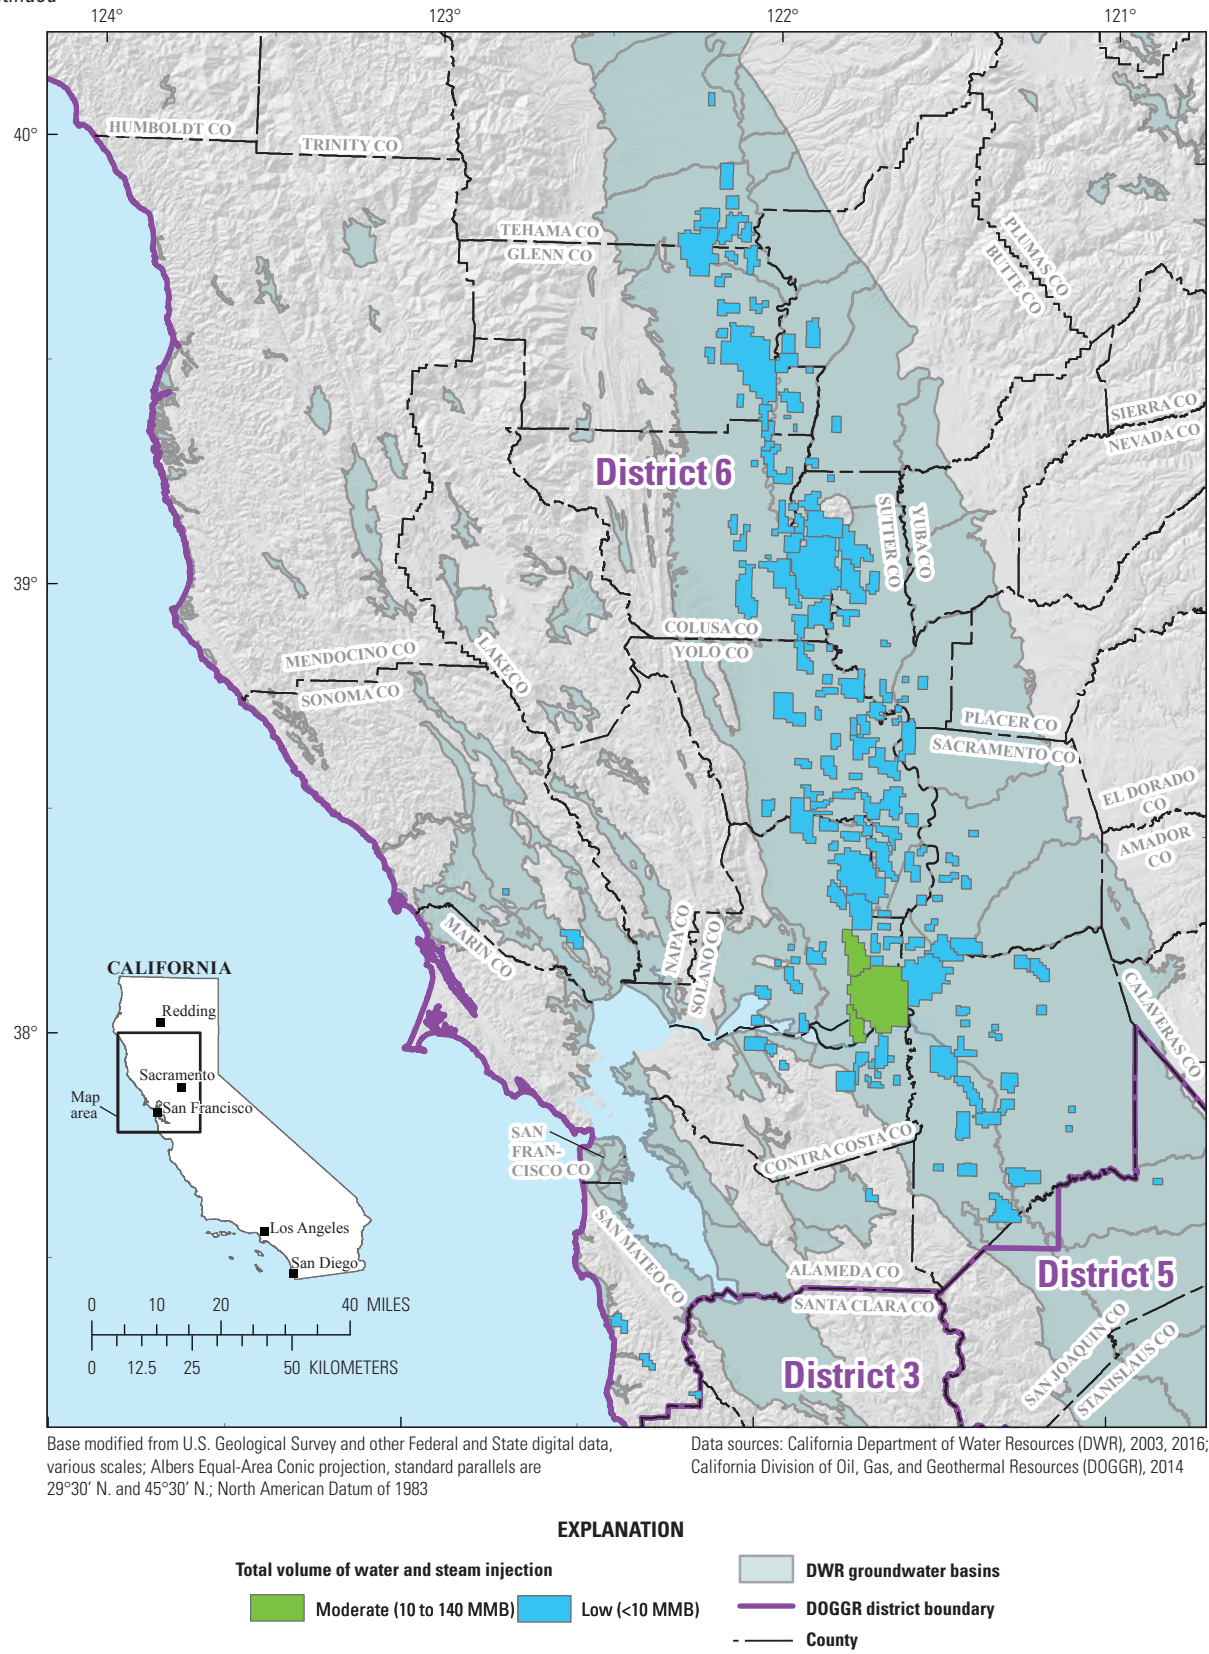 124°
123°
122°
121°
40°
39°
38°
HUMBOLDT CO
TRINITY CO
TEHAMA CO
GLENN CO
PLUMAS CO
BUTTE CO
SIERRA CO
NEVADA CO
District 6
SUTTER CO
YUBA CO
COLUSA CO
YOLO CO
MENDOCINO CO
SONOMA CO
LAKE CO
PLACER CO
SACRAMENTO CO
EL DORADO
CO
AMADOR
CO
NAPA CO
SOLANO CO
MARIN CO
CALAVERAS CO
CONTRA COSTA CO
SAN
FRAN-
CISCO CO
SAN MATEO CO
ALAMEDA CO
SANTA CLARA CO
District 5
District 3
SAN JOAQUIN CO
STANISLAUS CO
CALIFORNIA
Redding
Sacramento
Map
area
San Francisco
Los Angeles
San Diego
0 10 20 40 MILES
0 12.5 25 50 KILOMETERS
Base modified from U.S. Geological Survey and other Federal and State digital data,
various scales; Albers Equal-Area Conic projection, standard parallels are
29°30′ N. and 45°30′ N.; North American Datum of 1983
Data sources: California Department of Water Resources (DWR), 2003, 2016;
California Division of Oil, Gas, and Geothermal Resources (DOGGR), 2014
EXPLANATION
Total volume of water and steam injection
Moderate (10 to 140 MMB)
Low (<10 MMB)
DWR groundwater basins
DOGGR district boundary
County